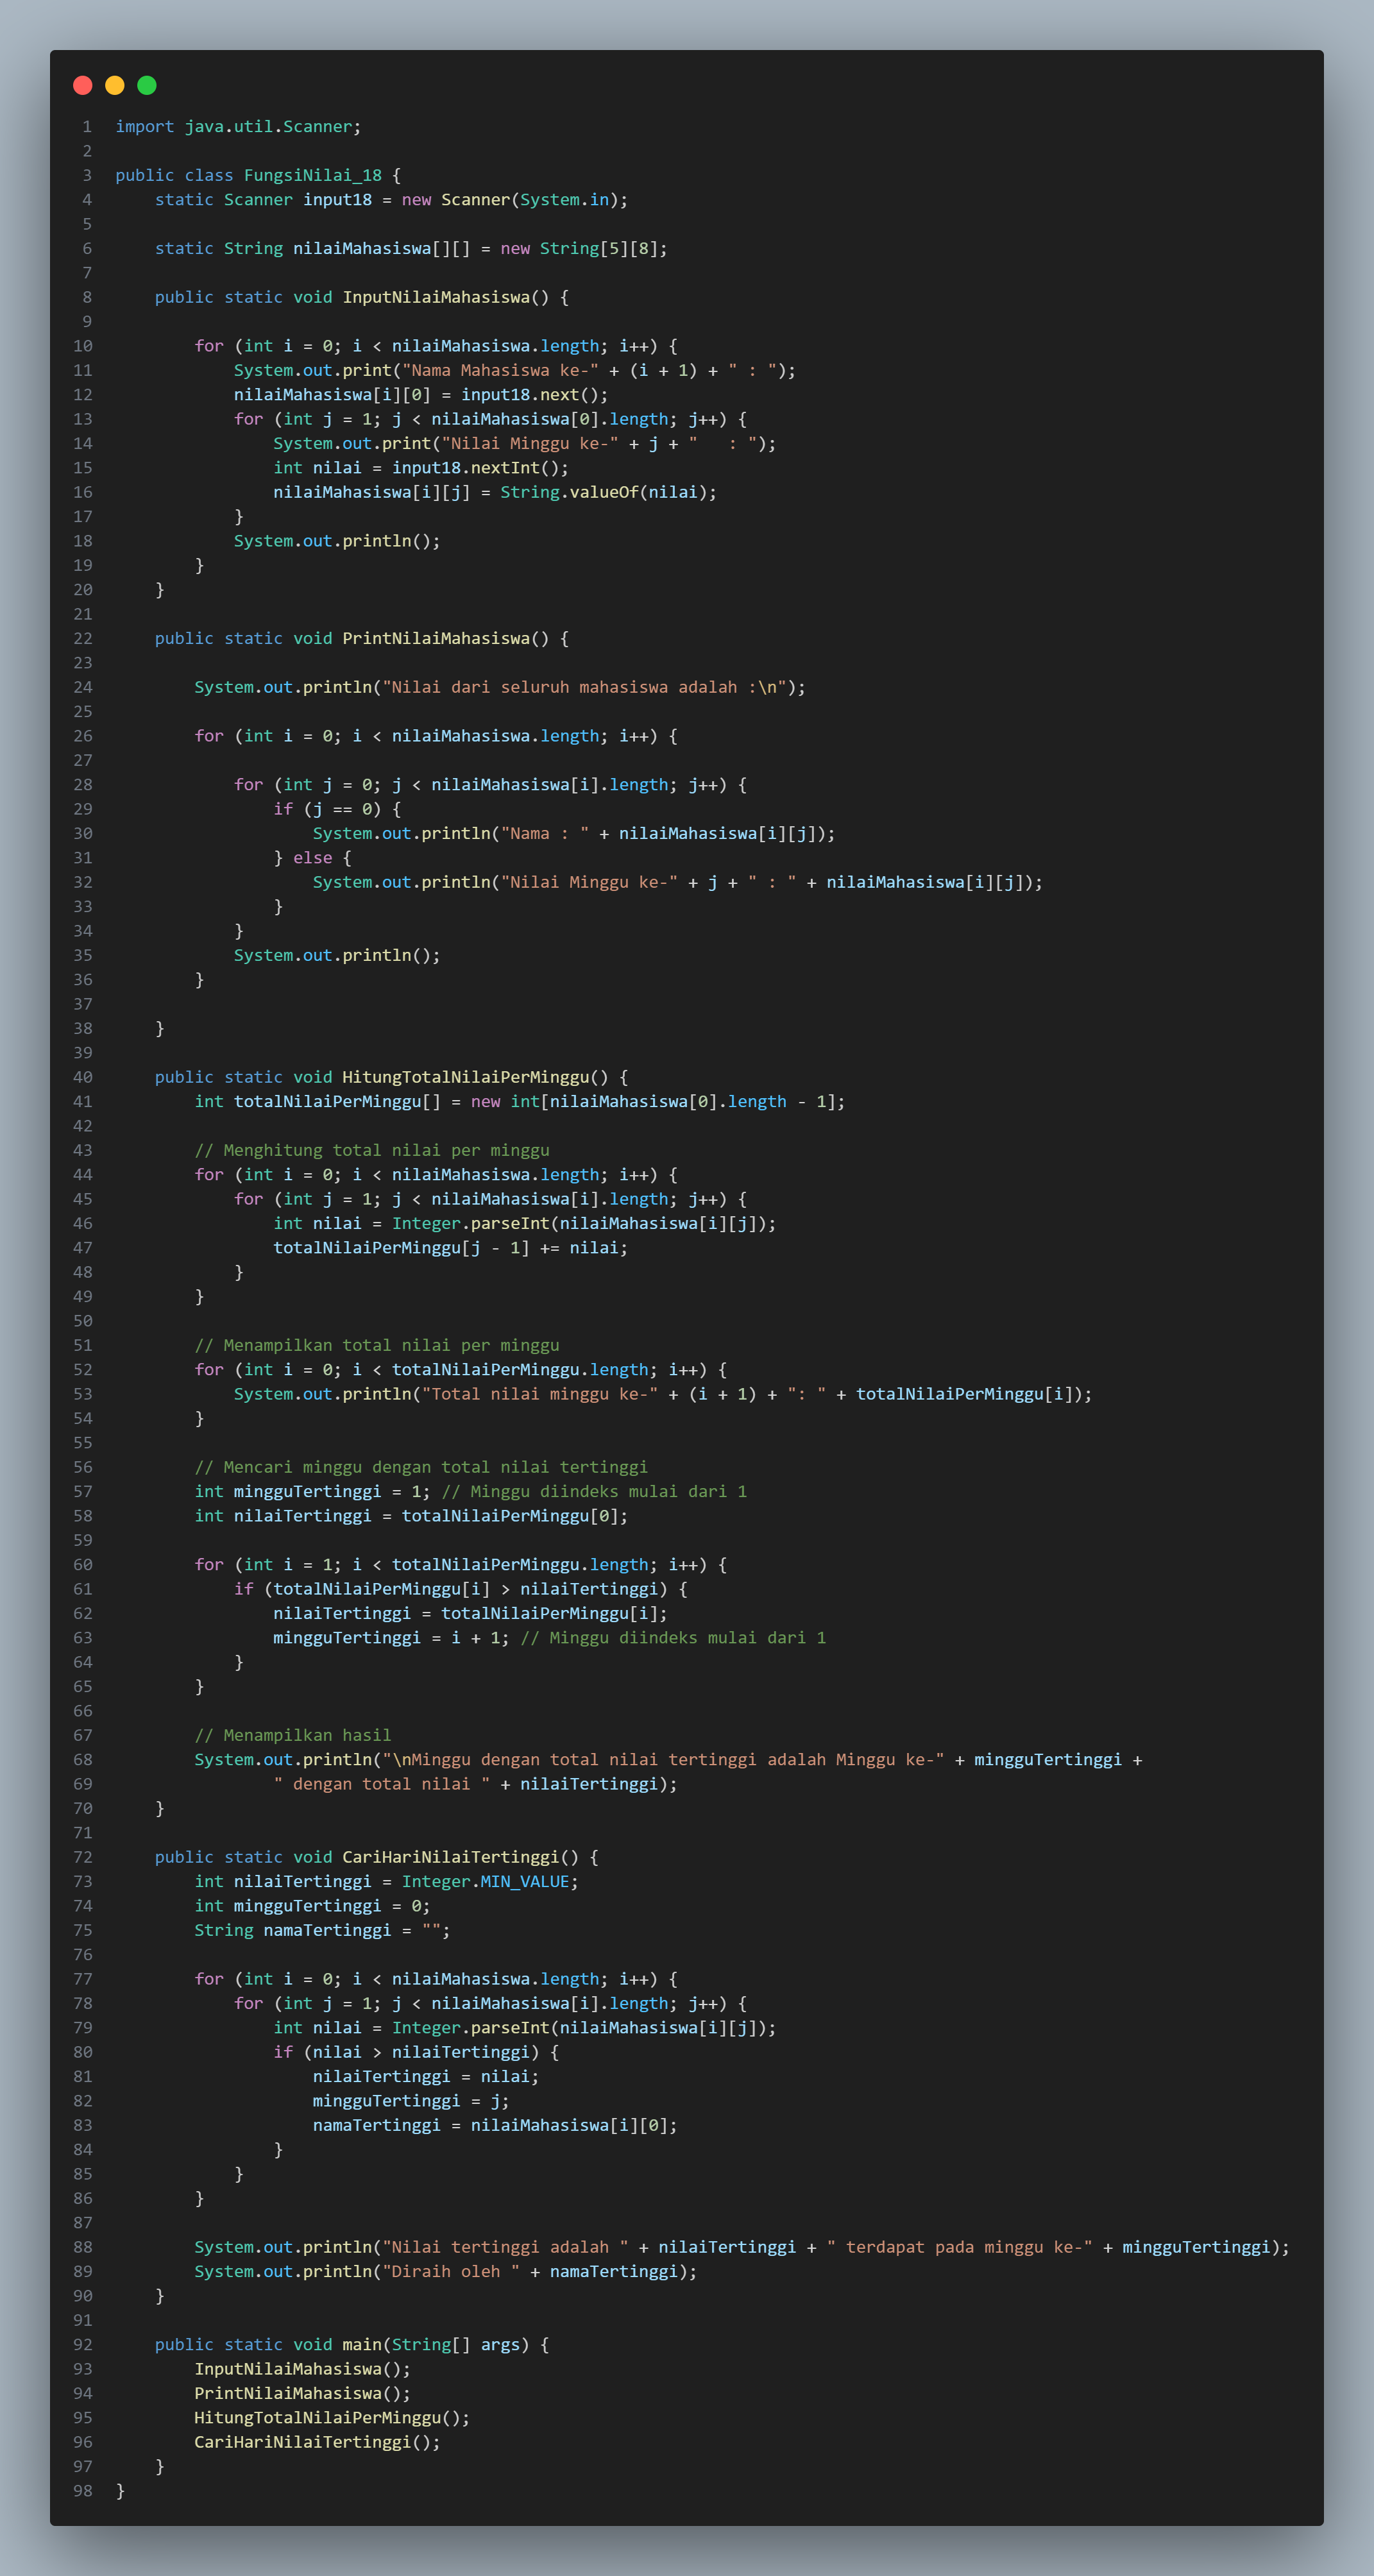 1 import java.util.Scanner;
2
3 public class FungsiNilai_18 {
4     static Scanner input18 = new Scanner(System.in);
5
6     static String nilaiMahasiswa[][] = new String[5][8];
7
8     public static void InputNilaiMahasiswa() {
9
10         for (int i = 0; i < nilaiMahasiswa.length; i++) {
11             System.out.print("Nama Mahasiswa ke-" + (i + 1) + " : ");
12             nilaiMahasiswa[i][0] = input18.next();
13             for (int j = 1; j < nilaiMahasiswa[0].length; j++) {
14                 System.out.print("Nilai Minggu ke-" + j + "   : ");
15                 int nilai = input18.nextInt();
16                 nilaiMahasiswa[i][j] = String.valueOf(nilai);
17             }
18             System.out.println();
19         }
20     }
21
22     public static void PrintNilaiMahasiswa() {
23
24         System.out.println("Nilai dari seluruh mahasiswa adalah :\n");
25
26         for (int i = 0; i < nilaiMahasiswa.length; i++) {
27
28             for (int j = 0; j < nilaiMahasiswa[i].length; j++) {
29                 if (j == 0) {
30                     System.out.println("Nama : " + nilaiMahasiswa[i][j]);
31                 } else {
32                     System.out.println("Nilai Minggu ke-" + j + " : " + nilaiMahasiswa[i][j]);
33                 }
34             }
35             System.out.println();
36         }
37
38     }
39
40     public static void HitungTotalNilaiPerMinggu() {
41         int totalNilaiPerMinggu[] = new int[nilaiMahasiswa[0].length - 1];
42
43         // Menghitung total nilai per minggu
44         for (int i = 0; i < nilaiMahasiswa.length; i++) {
45             for (int j = 1; j < nilaiMahasiswa[i].length; j++) {
46                 int nilai = Integer.parseInt(nilaiMahasiswa[i][j]);
47                 totalNilaiPerMinggu[j - 1] += nilai;
48             }
49         }
50
51         // Menampilkan total nilai per minggu
52         for (int i = 0; i < totalNilaiPerMinggu.length; i++) {
53             System.out.println("Total nilai minggu ke-" + (i + 1) + ": " + totalNilaiPerMinggu[i]);
54         }
55
56         // Mencari minggu dengan total nilai tertinggi
57         int mingguTertinggi = 1; // Minggu diindeks mulai dari 1
58         int nilaiTertinggi = totalNilaiPerMinggu[0];
59
60         for (int i = 1; i < totalNilaiPerMinggu.length; i++) {
61             if (totalNilaiPerMinggu[i] > nilaiTertinggi) {
62                 nilaiTertinggi = totalNilaiPerMinggu[i];
63                 mingguTertinggi = i + 1; // Minggu diindeks mulai dari 1
64             }
65         }
66
67         // Menampilkan hasil
68         System.out.println("\nMinggu dengan total nilai tertinggi adalah Minggu ke-" + mingguTertinggi +
69                 " dengan total nilai " + nilaiTertinggi);
70     }
71
72     public static void CariHariNilaiTertinggi() {
73         int nilaiTertinggi = Integer.MIN_VALUE;
74         int mingguTertinggi = 0;
75         String namaTertinggi = "";
76
77         for (int i = 0; i < nilaiMahasiswa.length; i++) {
78             for (int j = 1; j < nilaiMahasiswa[i].length; j++) {
79                 int nilai = Integer.parseInt(nilaiMahasiswa[i][j]);
80                 if (nilai > nilaiTertinggi) {
81                     nilaiTertinggi = nilai;
82                     mingguTertinggi = j;
83                     namaTertinggi = nilaiMahasiswa[i][0];
84                 }
85             }
86         }
87
88         System.out.println("Nilai tertinggi adalah " + nilaiTertinggi + " terdapat pada minggu ke-" + mingguTertinggi);
89         System.out.println("Diraih oleh " + namaTertinggi);
90     }
91
92     public static void main(String[] args) {
93         InputNilaiMahasiswa();
94         PrintNilaiMahasiswa();
95         HitungTotalNilaiPerMinggu();
96         CariHariNilaiTertinggi();
97     }
98 }